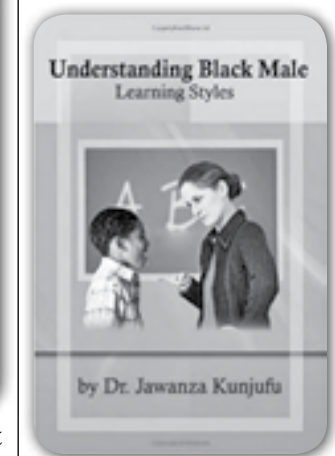 Understanding Black Male
Learning Styles
A B
by Dr. Jawanza Kunjufu
t